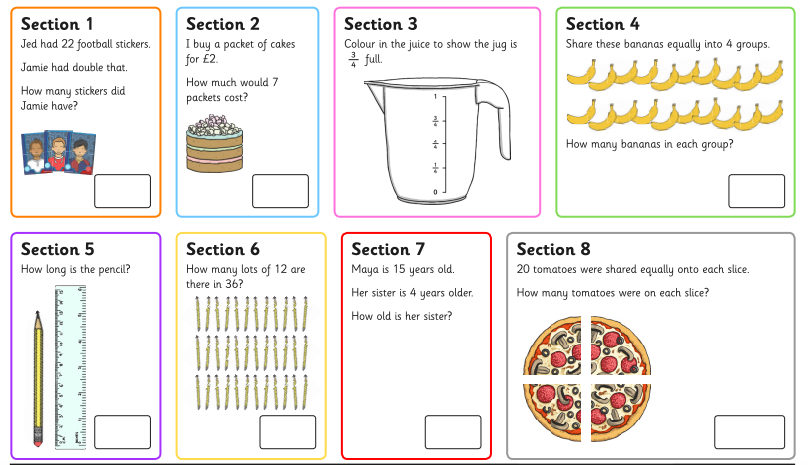 Section 1
Jed had 22 football stickers.
Jamie had double that.
How many stickers did
Jamie have?
Section 2
I buy a packet of cakes
for £2.
How much would 7
packets cost?
Section 3
Colour in the juice to show the jug is
3/4 full.
1
3/4
1/4
0
Section 4
Share these bananas equally into 4 groups.
How many bananas in each group?
Section 5
How long is the pencil?
Section 6
How many lots of 12 are
there in 36?
Section 7
Maya is 15 years old.
Her sister is 4 years older.
How old is her sister?
Section 8
20 tomatoes were shared equally onto each slice.
How many tomatoes were on each slice?